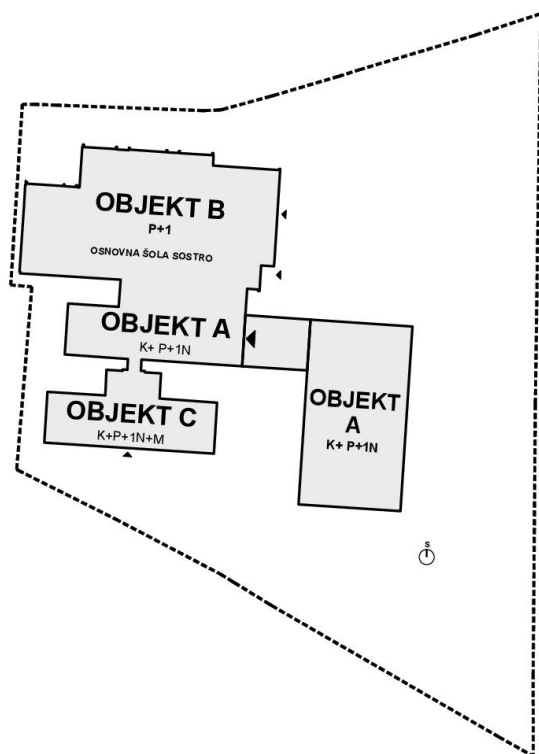 OBJEKT B
P+1
OSNOVNA ŠOLA SOSTRO
OBJEKT A
K+ P+1N
OBJEKT C
K+P+1N+M
OBJEKT
A
K+ P+1N
S